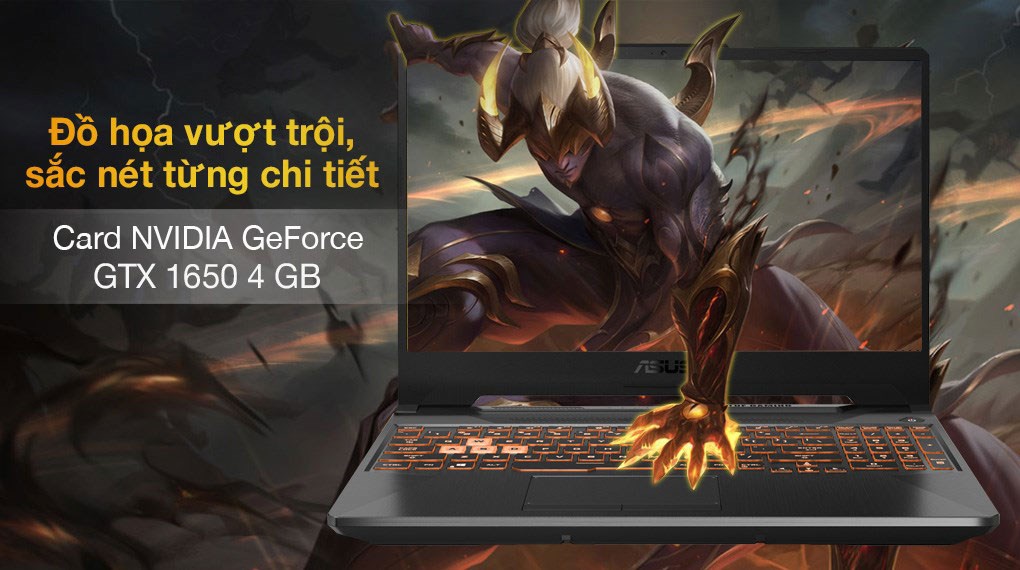 Đồ họa vượt trội,
sắc nét từng chi tiết
Card NVIDIA GeForce
GTX 1650 4 GB
ASUS